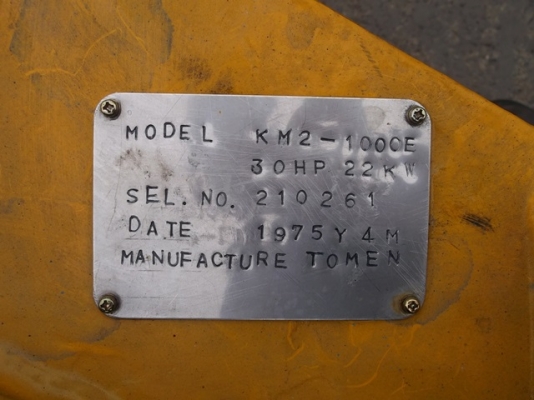 MODEL KM2-100CE
30HP 22KW
SEL. NO. 210261
DATE 1975Y 4M
MANUFACTURE TOMEN